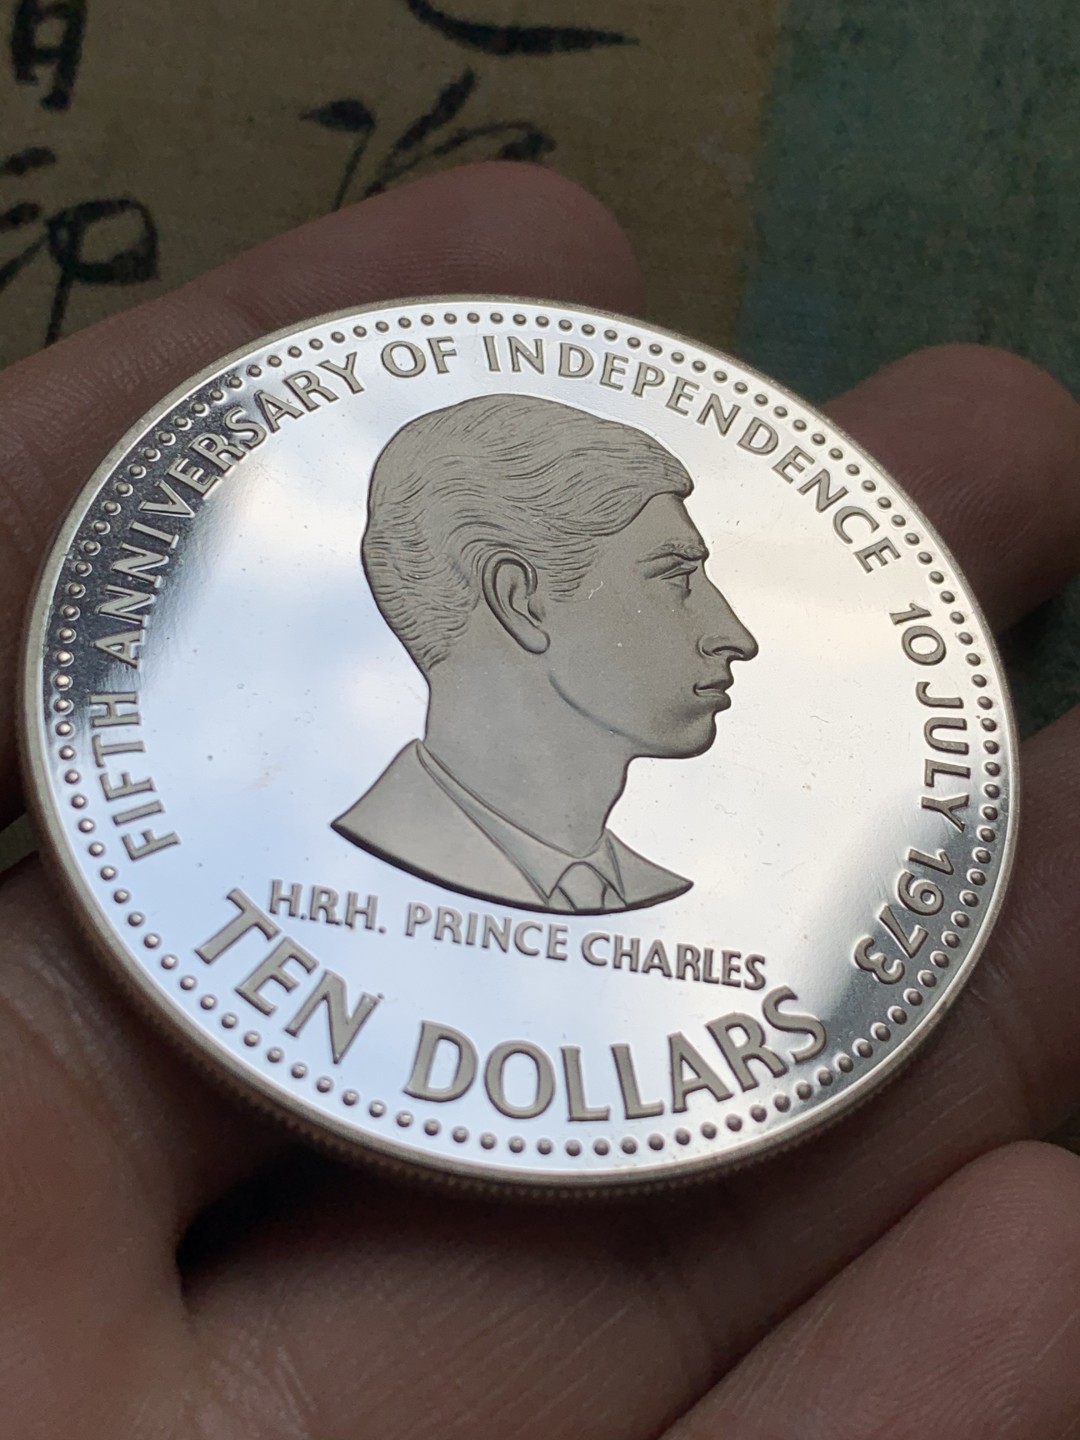 FIFTH ANNIVERSARY OF INDEPENDENCE 10 JULY 1973
H.R.H. PRINCE CHARLES
TEN DOLLARS